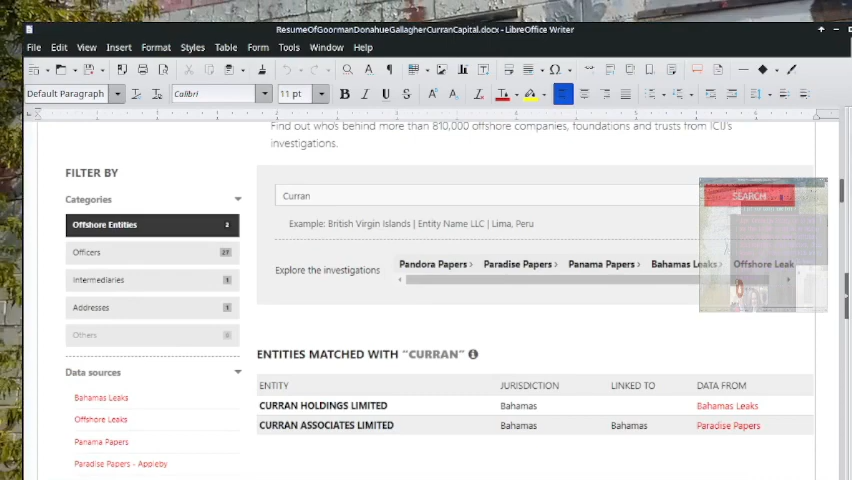 ResumeOfGoormanDonahueGallagherCurranCapital.docx - LibreOffice Writer
File Edit View Insert Format Styles Table Form Tools Window Help
Default Paragraph Calibri 11 pt
Find out who's behind more than 810,000 offshore companies, foundations and trusts from ICIJ's
investigations.
FILTER BY
Categories
Offshore Entities 2
Officers 27
Intermediaries 1
Addresses 1
Others 0
Data sources
Bahamas Leaks
Offshore Leaks
Panama Papers
Paradise Papers - Appleby
Curran
SEARCH
Example: British Virgin Islands | Entity Name LLC | Lima, Peru
Explore the investigations Pandora Papers › Paradise Papers › Panama Papers › Bahamas Leaks › Offshore Leak
ENTITIES MATCHED WITH "CURRAN"
ENTITY JURISDICTION LINKED TO DATA FROM
CURRAN HOLDINGS LIMITED Bahamas Bahamas Leaks
CURRAN ASSOCIATES LIMITED Bahamas Bahamas Paradise Papers